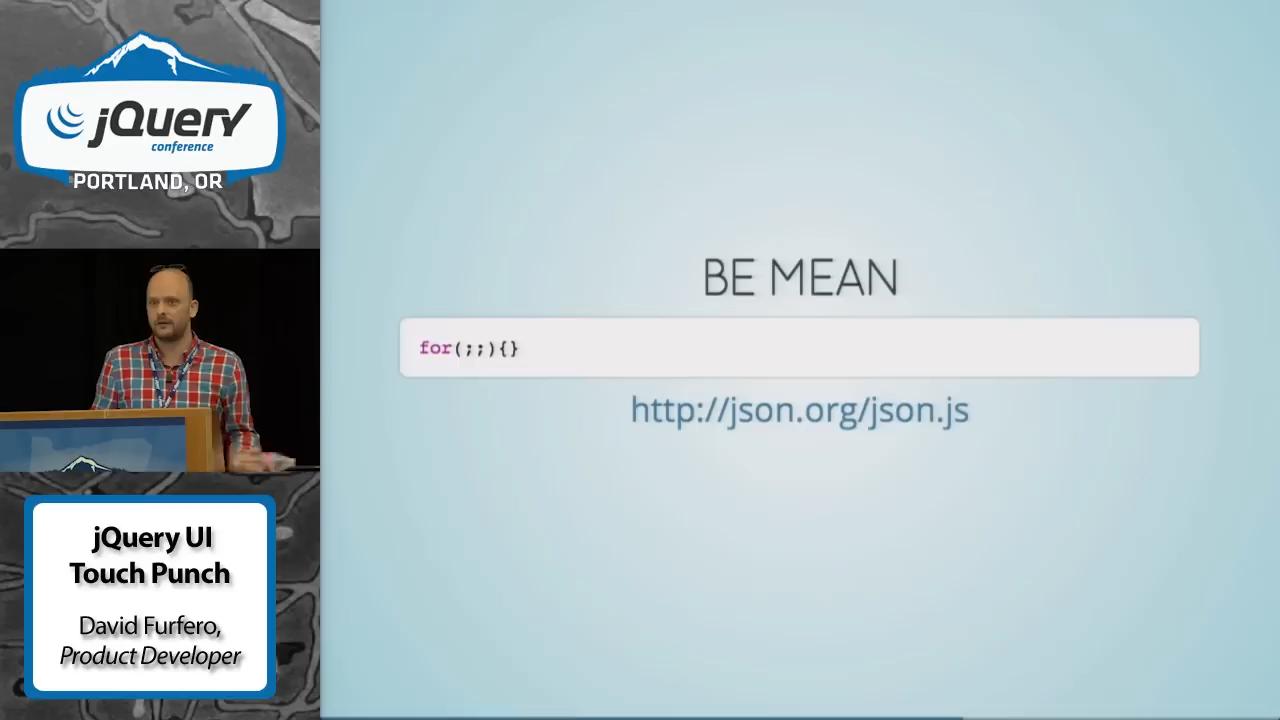 jQuery
conference
PORTLAND, OR
BE MEAN
for(;;){}
http://json.org/json.js
jQuery UI
Touch Punch
David Furfero,
Product Developer